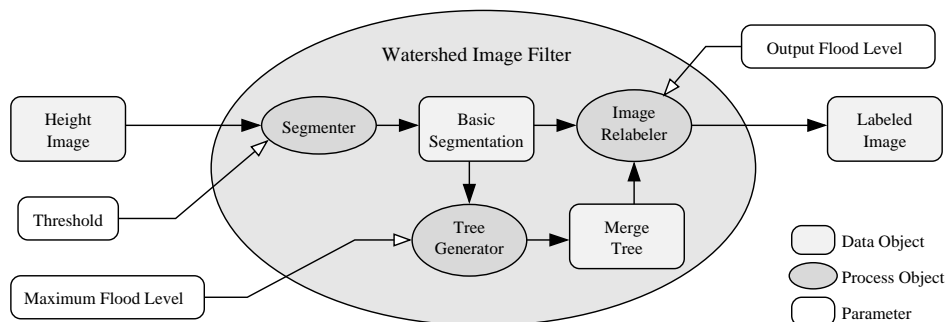 Watershed Image Filter
Output Flood Level
Height
Image
Segmenter
Basic
Segmentation
Image
Relabeler
Labeled
Image
Threshold
Tree
Generator
Merge
Tree
Maximum Flood Level
Data Object
Process Object
Parameter